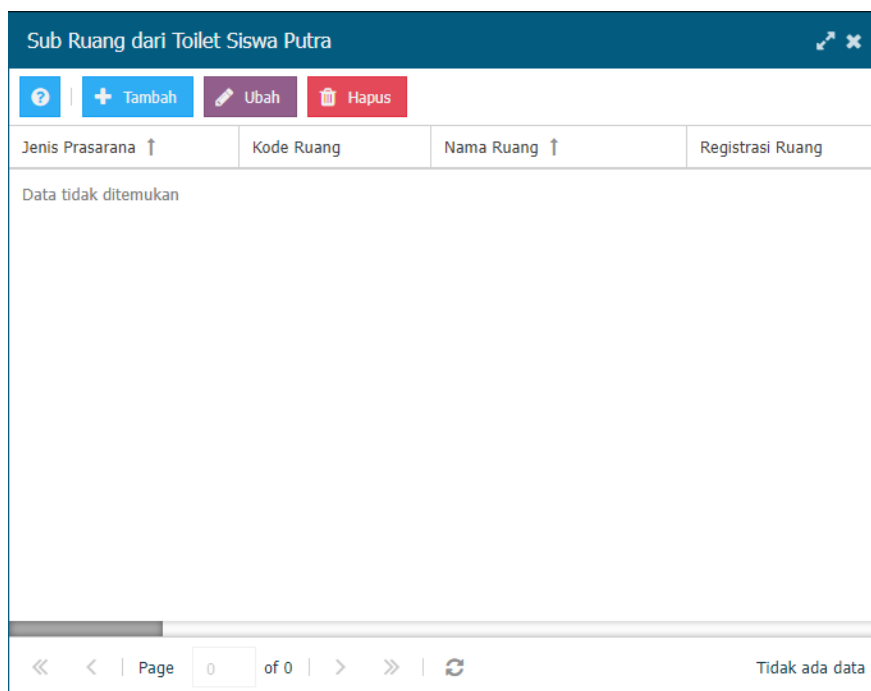 Sub Ruang dari Toilet Siswa Putra
Tambah Ubah Hapus
Jenis Prasarana ↑ Kode Ruang Nama Ruang ↑ Registrasi Ruang
Data tidak ditemukan
Page 0 of 0 Tidak ada data